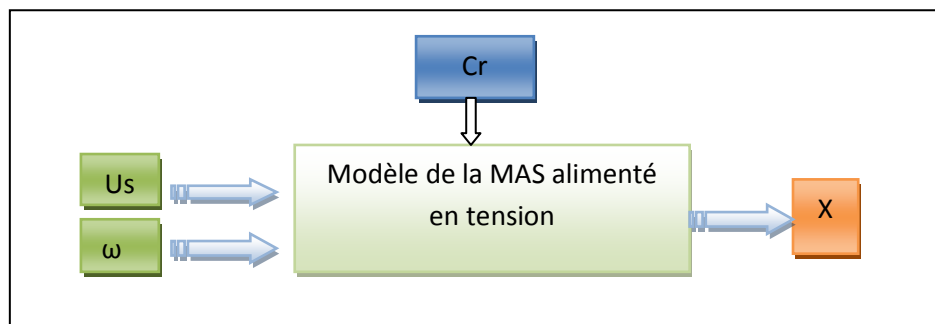 Cr
Modèle de la MAS alimenté
en tension
Us
ω
X